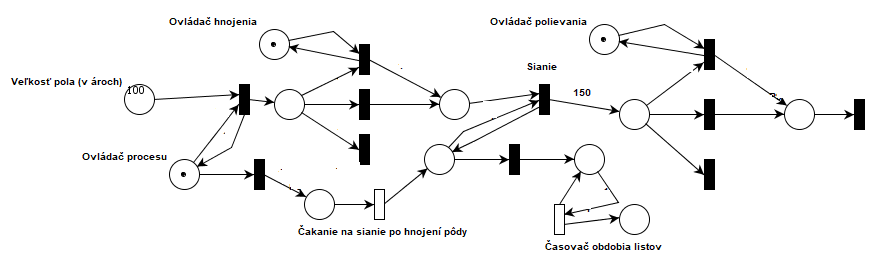 Ovládač hnojenia
Ovládač polievania
Sianie
Veľkosť pola (v ároch)
100
150
Ovládač procesu
Čakanie na sianie po hnojení pôdy
Časovač obdobia listov